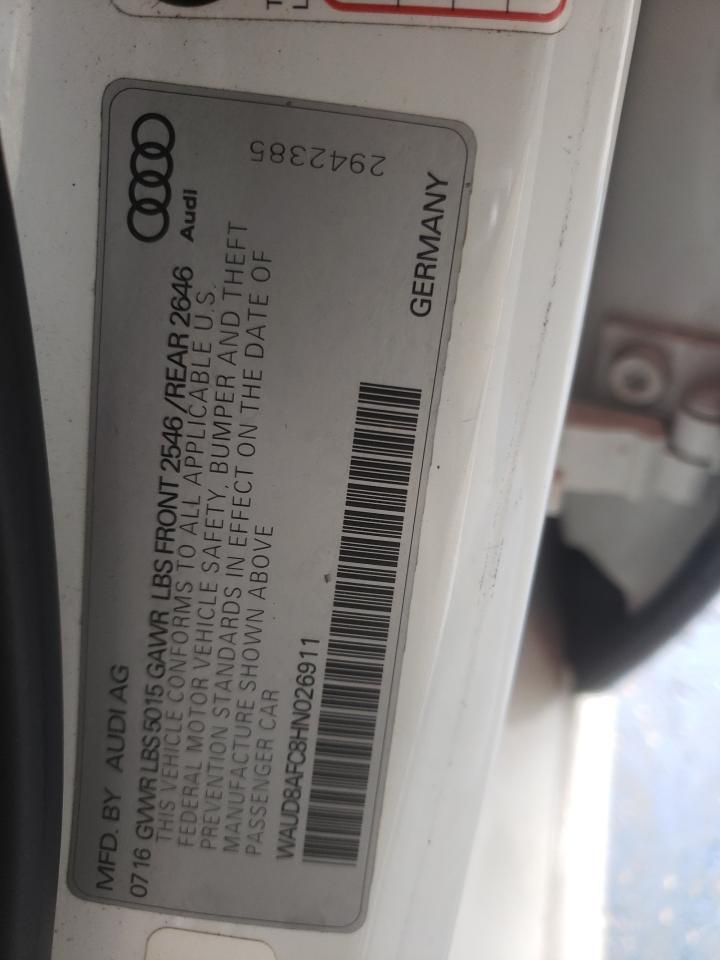 MFD. BY AUDI AG
0716 GVWR LBS 5015 GAWR LBS FRONT 2546 /REAR 2646
THIS VEHICLE CONFORMS TO ALL APPLICABLE U.S.
FEDERAL MOTOR VEHICLE SAFETY, BUMPER AND THEFT
PREVENTION STANDARDS IN EFFECT ON THE DATE OF
MANUFACTURE SHOWN ABOVE
PASSENGER CAR
WAUD8AFC8HN026911
Audi
2942385
GERMANY